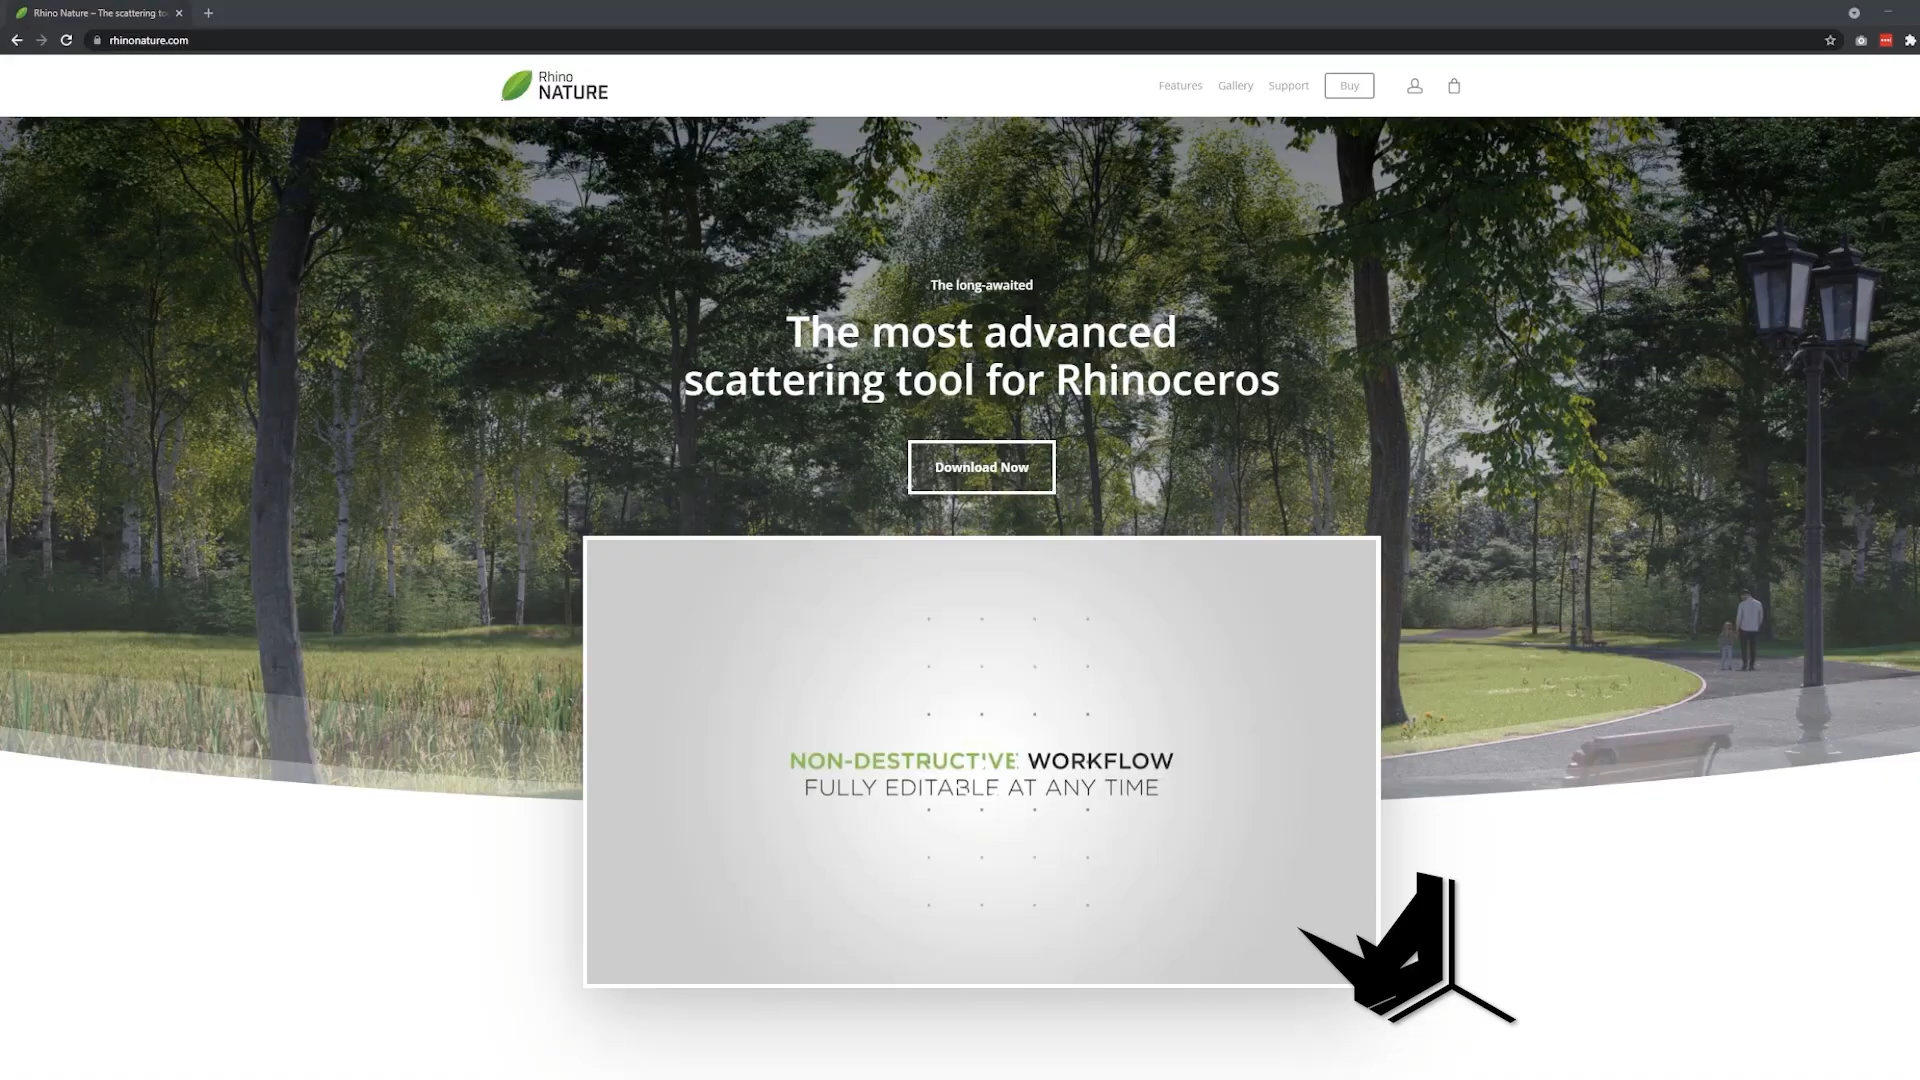 Rhino Nature – The scattering to
rhinonature.com
Rhino
NATURE
Features
Gallery
Support
Buy
The long-awaited
The most advanced
scattering tool for Rhinoceros
Download Now
NON-DESTRUCTIVE WORKFLOW
FULLY EDITABLE AT ANY TIME